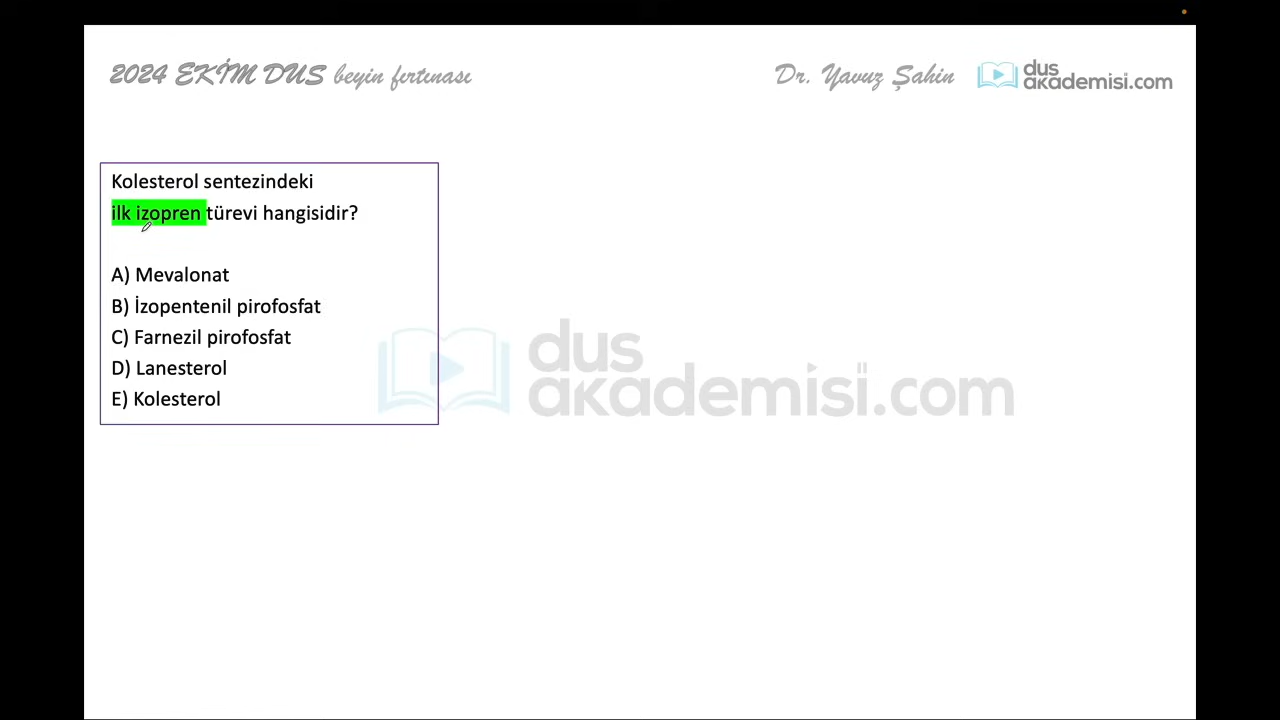 2024 EKİM DUS beyin fırtınası
Dr. Yavuz Şahin
dus
akademisi.com
Kolesterol sentezindeki
ilk izopren türevi hangisidir?
A) Mevalonat
B) İzopentenil pirofosfat
C) Farnezil pirofosfat
D) Lanesterol
E) Kolesterol
dus
akademisi.com